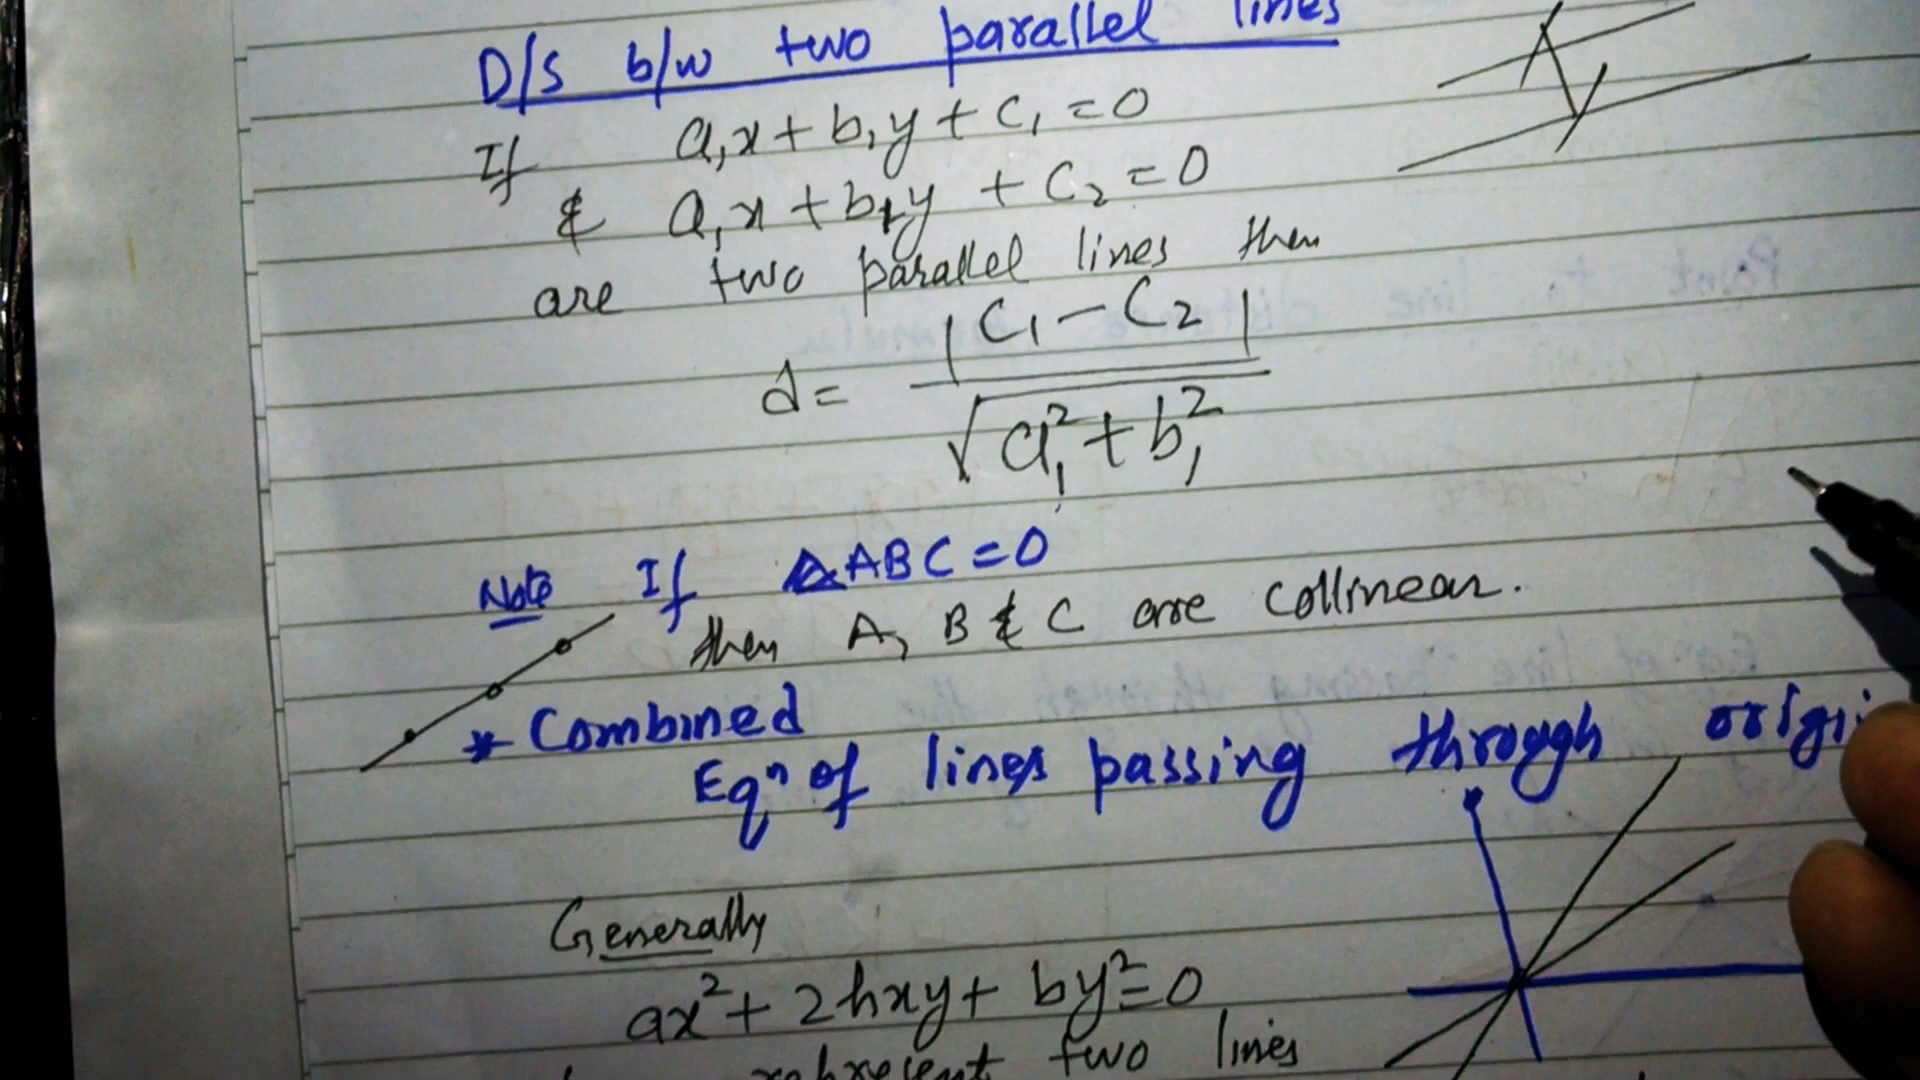 D/S b/w two parallel lines
If a₁x + b₁y + c₁ = 0
& a₁x + b₁y + c₂ = 0
are two parallel lines then
d = |c₁ - c₂| / √(a₁² + b₁²)
Note If △ABC = 0
then A, B & C are collinear.
* Combined
Eqⁿ of lines passing through origi
Generally
ax² + 2hxy + by² = 0
represent two lines